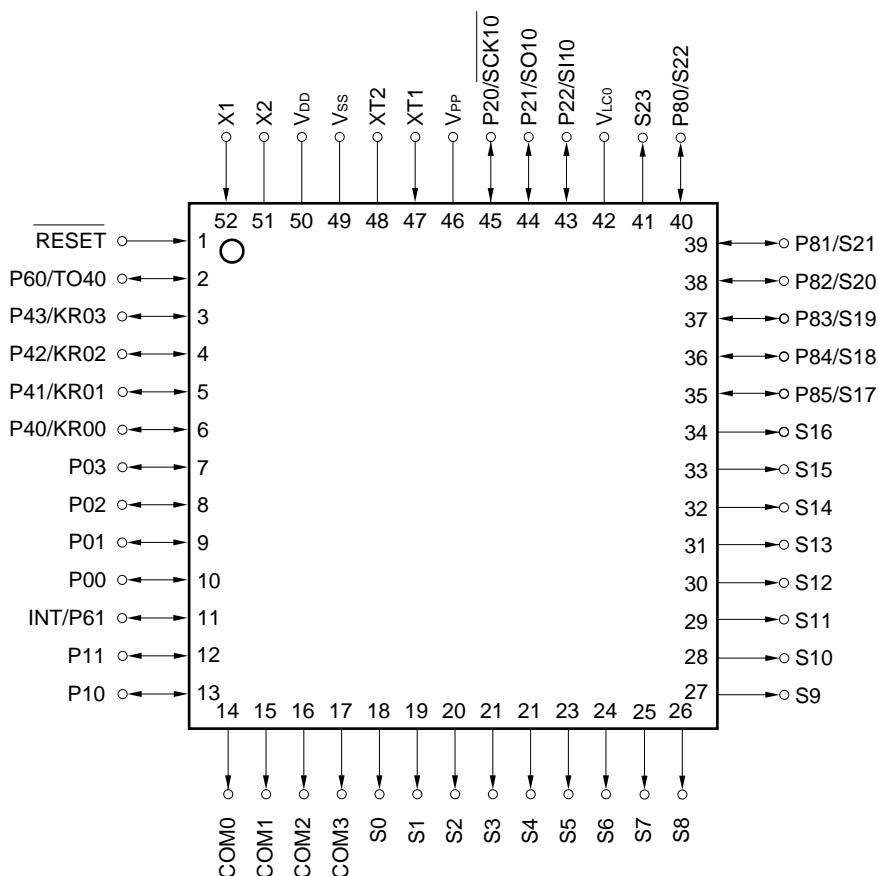 X1
X2
VDD
VSS
XT2
XT1
VPP
P20/SCK10
P21/SO10
P22/SI10
VLC0
S23
P80/S22
52 51 50 49 48 47 46 45 44 43 42 41 40
RESET 1
P60/TO40 2
P43/KR03 3
P42/KR02 4
P41/KR01 5
P40/KR00 6
P03 7
P02 8
P01 9
P00 10
INT/P61 11
P11 12
P10 13
39 P81/S21
38 P82/S20
37 P83/S19
36 P84/S18
35 P85/S17
34 S16
33 S15
32 S14
31 S13
30 S12
29 S11
28 S10
27 S9
14 15 16 17 18 19 20 21 21 23 24 25 26
COM0
COM1
COM2
COM3
S0
S1
S2
S3
S4
S5
S6
S7
S8